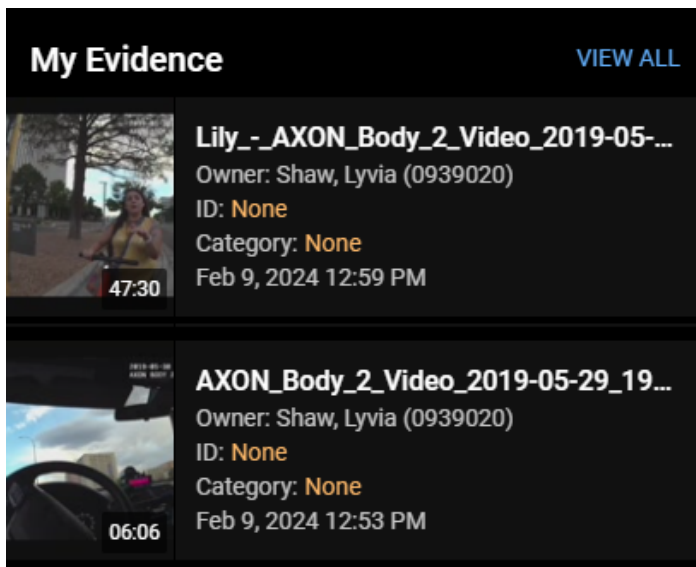 My Evidence
VIEW ALL
Lily_-_AXON_Body_2_Video_2019-05-...
Owner: Shaw, Lyvia (0939020)
ID: None
Category: None
Feb 9, 2024 12:59 PM
47:30
AXON_Body_2_Video_2019-05-29_19...
Owner: Shaw, Lyvia (0939020)
ID: None
Category: None
Feb 9, 2024 12:53 PM
06:06